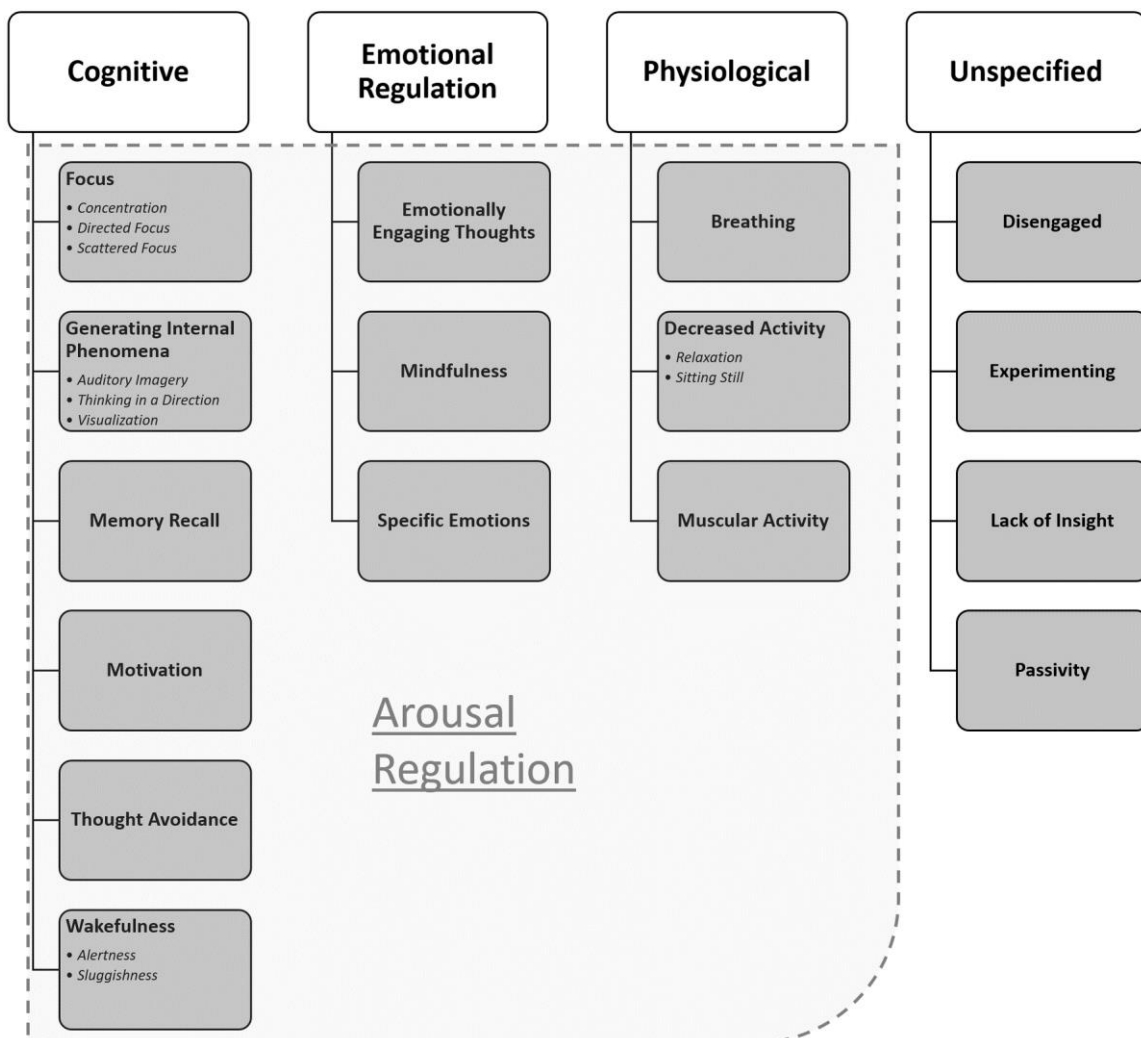 Cognitive
Focus
• Concentration
• Directed Focus
• Scattered Focus
Generating Internal
Phenomena
• Auditory Imagery
• Thinking in a Direction
• Visualization
Memory Recall
Motivation
Thought Avoidance
Wakefulness
• Alertness
• Sluggishness
Emotional
Regulation
Emotionally
Engaging Thoughts
Mindfulness
Specific Emotions
Physiological
Breathing
Decreased Activity
• Relaxation
• Sitting Still
Muscular Activity
Arousal
Regulation
Unspecified
Disengaged
Experimenting
Lack of Insight
Passivity